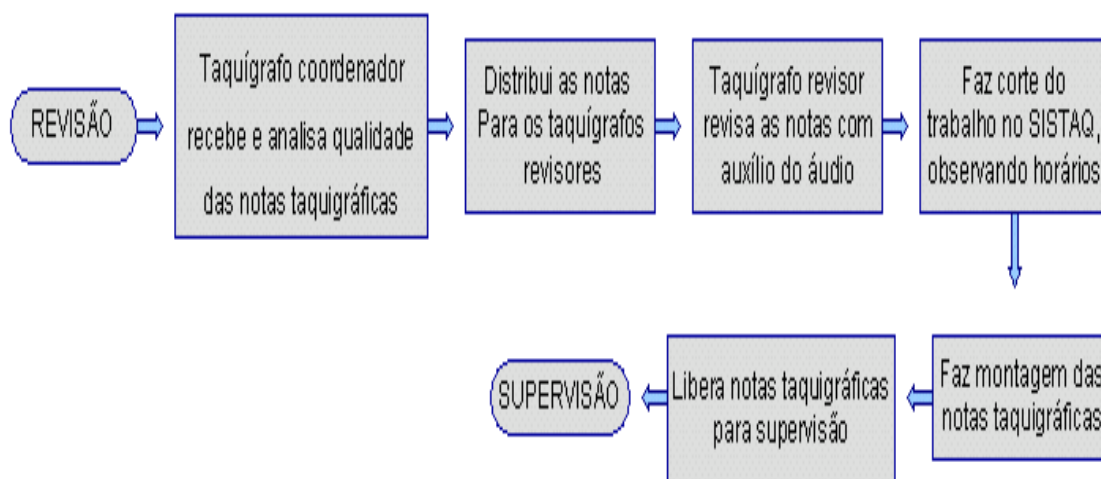 REVISÃO
Taquígrafo coordenador
recebe e analisa qualidade
das notas taquigráficas
Distribui as notas
Para os taquígrafos
revisores
Taquígrafo revisor
revisa as notas com
auxílio do áudio
Faz corte do
trabalho no SISTAQ,
observando horários
Faz montagem das
notas taquigráficas
Libera notas taquigráficas
para supervisão
SUPERVISÃO